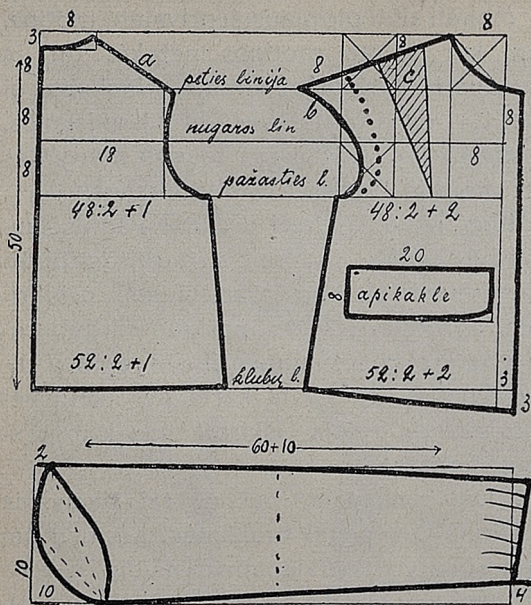 8 8
3 a 8
8 8 c
peties linija
b
8 nugaros lin 8
8 18 8
pažasties l.
48:2+1 48:2+2
50
20
8 apikaklė
52:2+1 klubų l. 52:2+2 3
3
60+10
2
10
10 4